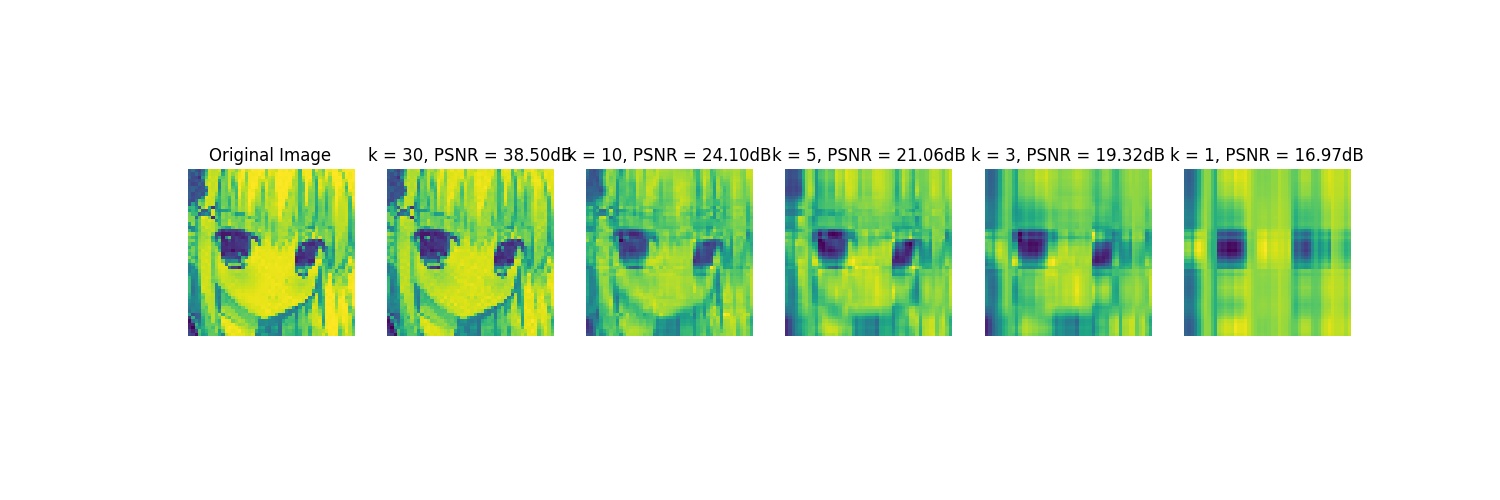 Original Image
k = 30, PSNR = 38.50dB
k = 10, PSNR = 24.10dB
k = 5, PSNR = 21.06dB
k = 3, PSNR = 19.32dB
k = 1, PSNR = 16.97dB